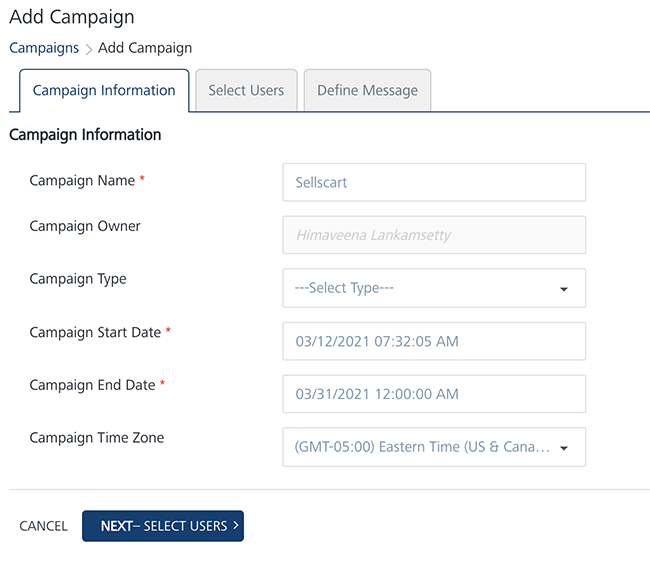 Add Campaign
Campaigns > Add Campaign
Campaign Information Select Users Define Message
Campaign Information
Campaign Name * Sellscart
Campaign Owner Himaveena Lankamsetty
Campaign Type ---Select Type---
Campaign Start Date * 03/12/2021 07:32:05 AM
Campaign End Date * 03/31/2021 12:00:00 AM
Campaign Time Zone (GMT-05:00) Eastern Time (US & Cana...
CANCEL NEXT– SELECT USERS >